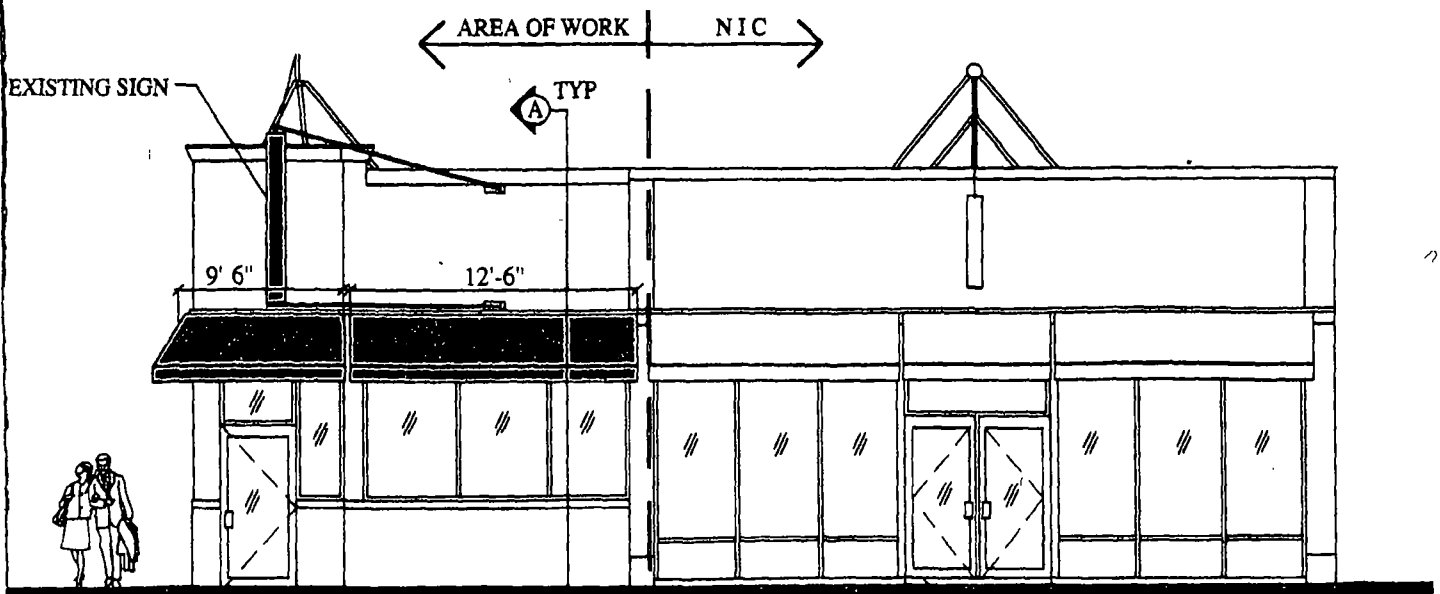 AREA OF WORK
NIC
EXISTING SIGN
A
TYP
9' 6"
12'-6"